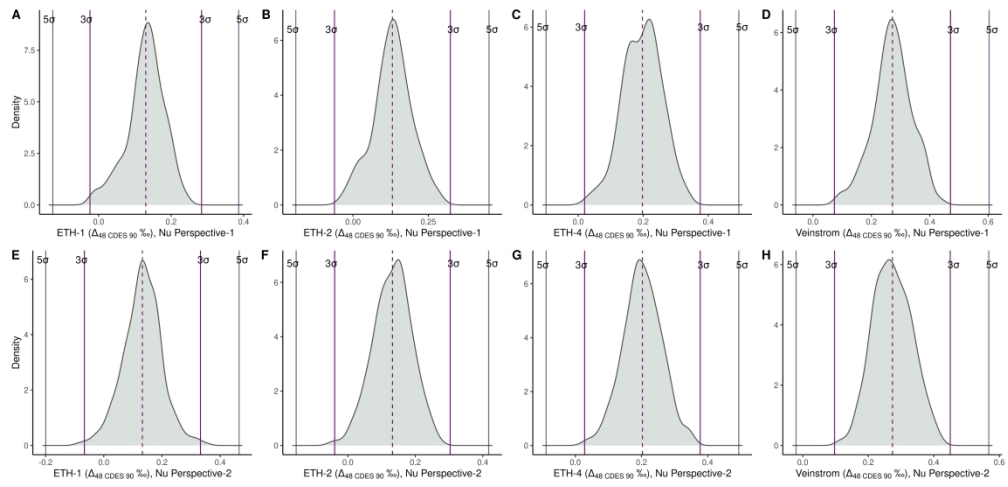 A
5σ 3σ 3σ 5σ
Density
7.5
5.0
2.5
0.0
0.0 0.2 0.4
ETH-1 (Δ48 CDES 90 ‰), Nu Perspective-1
B
5σ 3σ 3σ 5σ
6
4
2
0
0.00 0.25
ETH-2 (Δ48 CDES 90 ‰), Nu Perspective-1
C
5σ 3σ 3σ 5σ
6
4
2
0
0.0 0.2 0.4
ETH-4 (Δ48 CDES 90 ‰), Nu Perspective-1
D
5σ 3σ 3σ 5σ
6
4
2
0
0.0 0.2 0.4 0.6
Veinstrom (Δ48 CDES 90 ‰), Nu Perspective-1
E
5σ 3σ 3σ 5σ
Density
6
4
2
0
-0.2 0.0 0.2 0.4
ETH-1 (Δ48 CDES 90 ‰), Nu Perspective-2
F
5σ 3σ 3σ 5σ
6
4
2
0
0.0 0.2 0.4
ETH-2 (Δ48 CDES 90 ‰), Nu Perspective-2
G
5σ 3σ 3σ 5σ
6
4
2
0
0.0 0.2 0.4
ETH-4 (Δ48 CDES 90 ‰), Nu Perspective-2
H
5σ 3σ 3σ 5σ
6
4
2
0
0.0 0.2 0.4 0.6
Veinstrom (Δ48 CDES 90 ‰), Nu Perspective-2